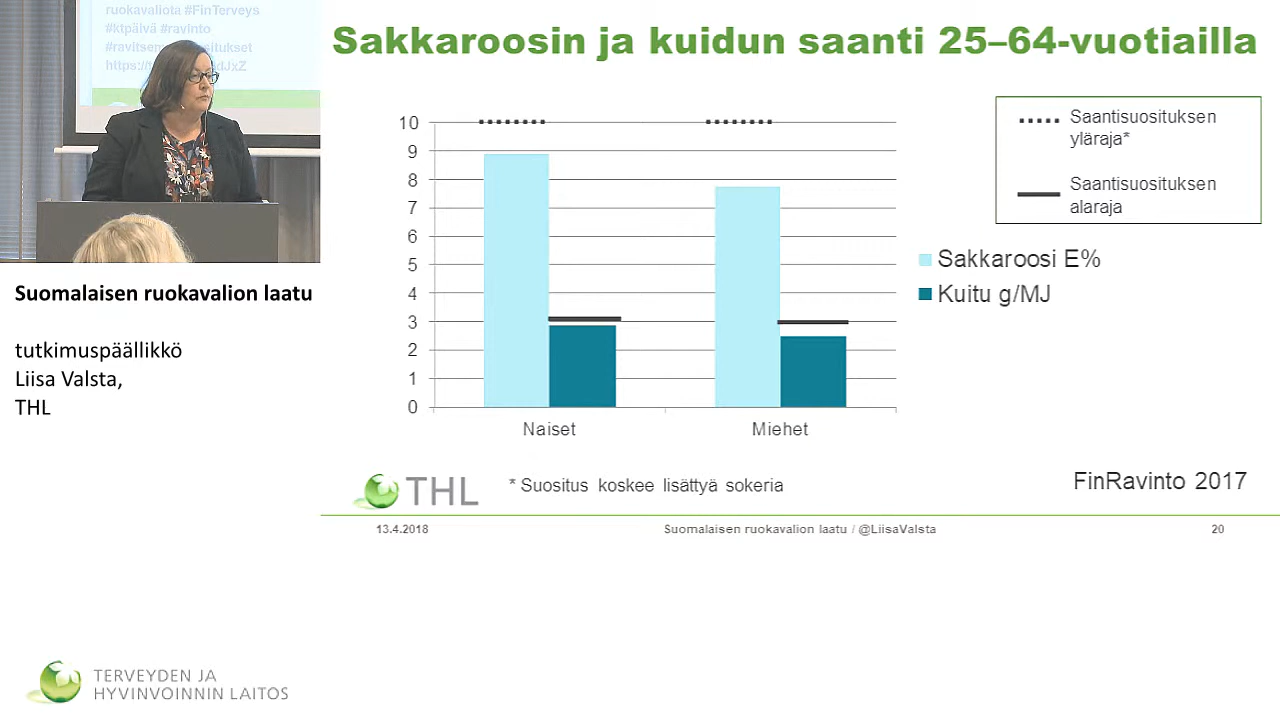 ruokavaliota #FinTerveys
#ktpäivä #ravinto
Sakkaroosin ja kuidun saanti 25–64-vuotiailla
10
9
8
7
6
5
4
3
2
1
0
Naiset
Miehet
Saantisuosituksen
yläraja*
Saantisuosituksen
alaraja
Sakkaroosi E%
Kuitu g/MJ
Suomalaisen ruokavalion laatu
tutkimuspäällikkö
Liisa Valsta,
THL
THL
* Suositus koskee lisättyä sokeria
FinRavinto 2017
13.4.2018
Suomalaisen ruokavalion laatu / @LiisaValsta
20
TERVEYDEN JA
HYVINVOINNIN LAITOS